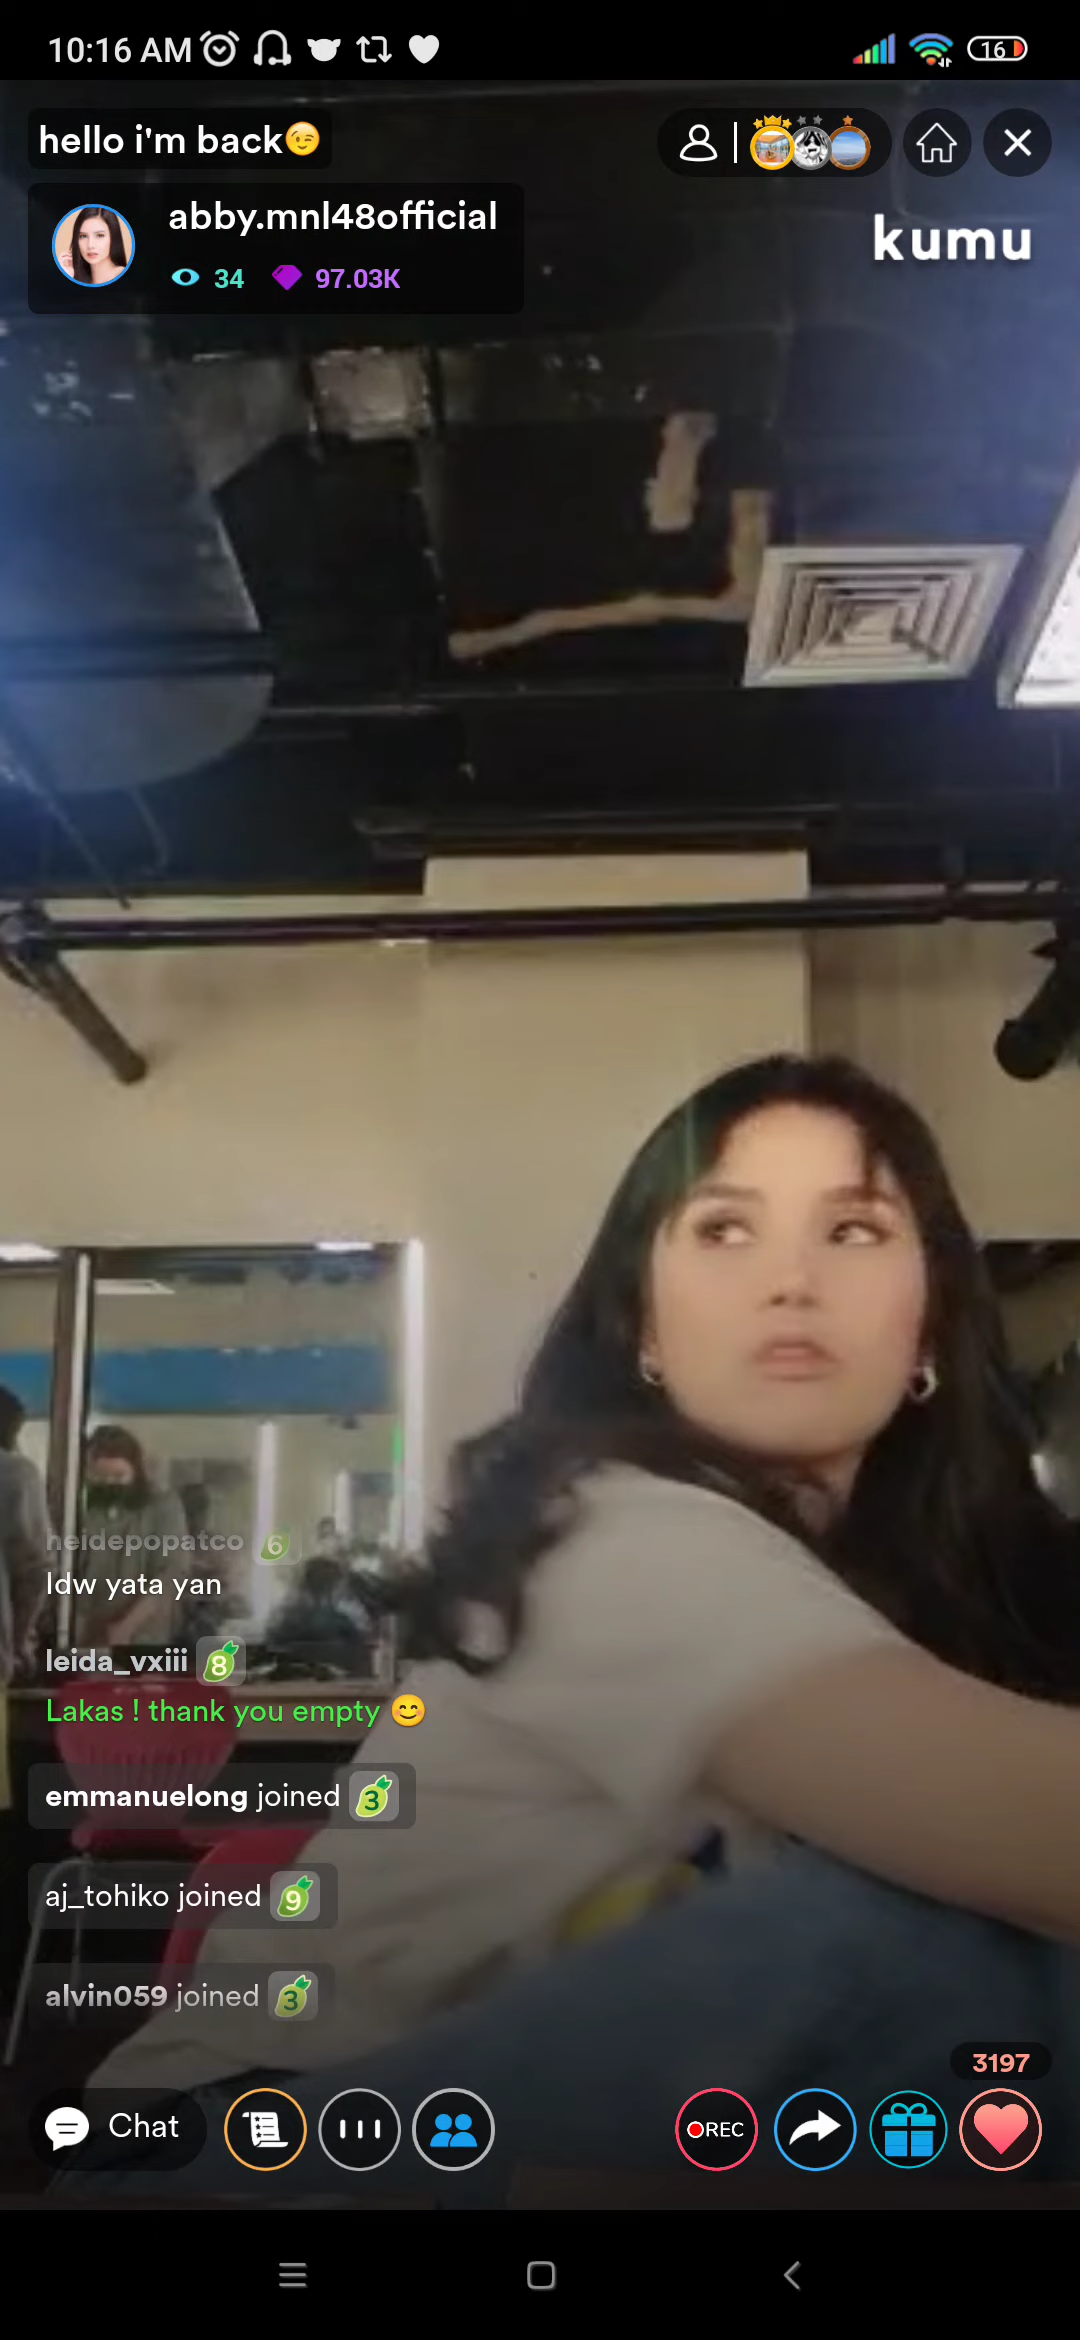 10:16 AM
16
hello i'm back😉
abby.mnl48official
34 97.03K
kumu
heidepopatco 6
Idw yata yan
leida_vxiii 8
Lakas ! thank you empty 😊
emmanuelong joined 3
aj_tohiko joined 9
alvin059 joined 3
3197
Chat
REC